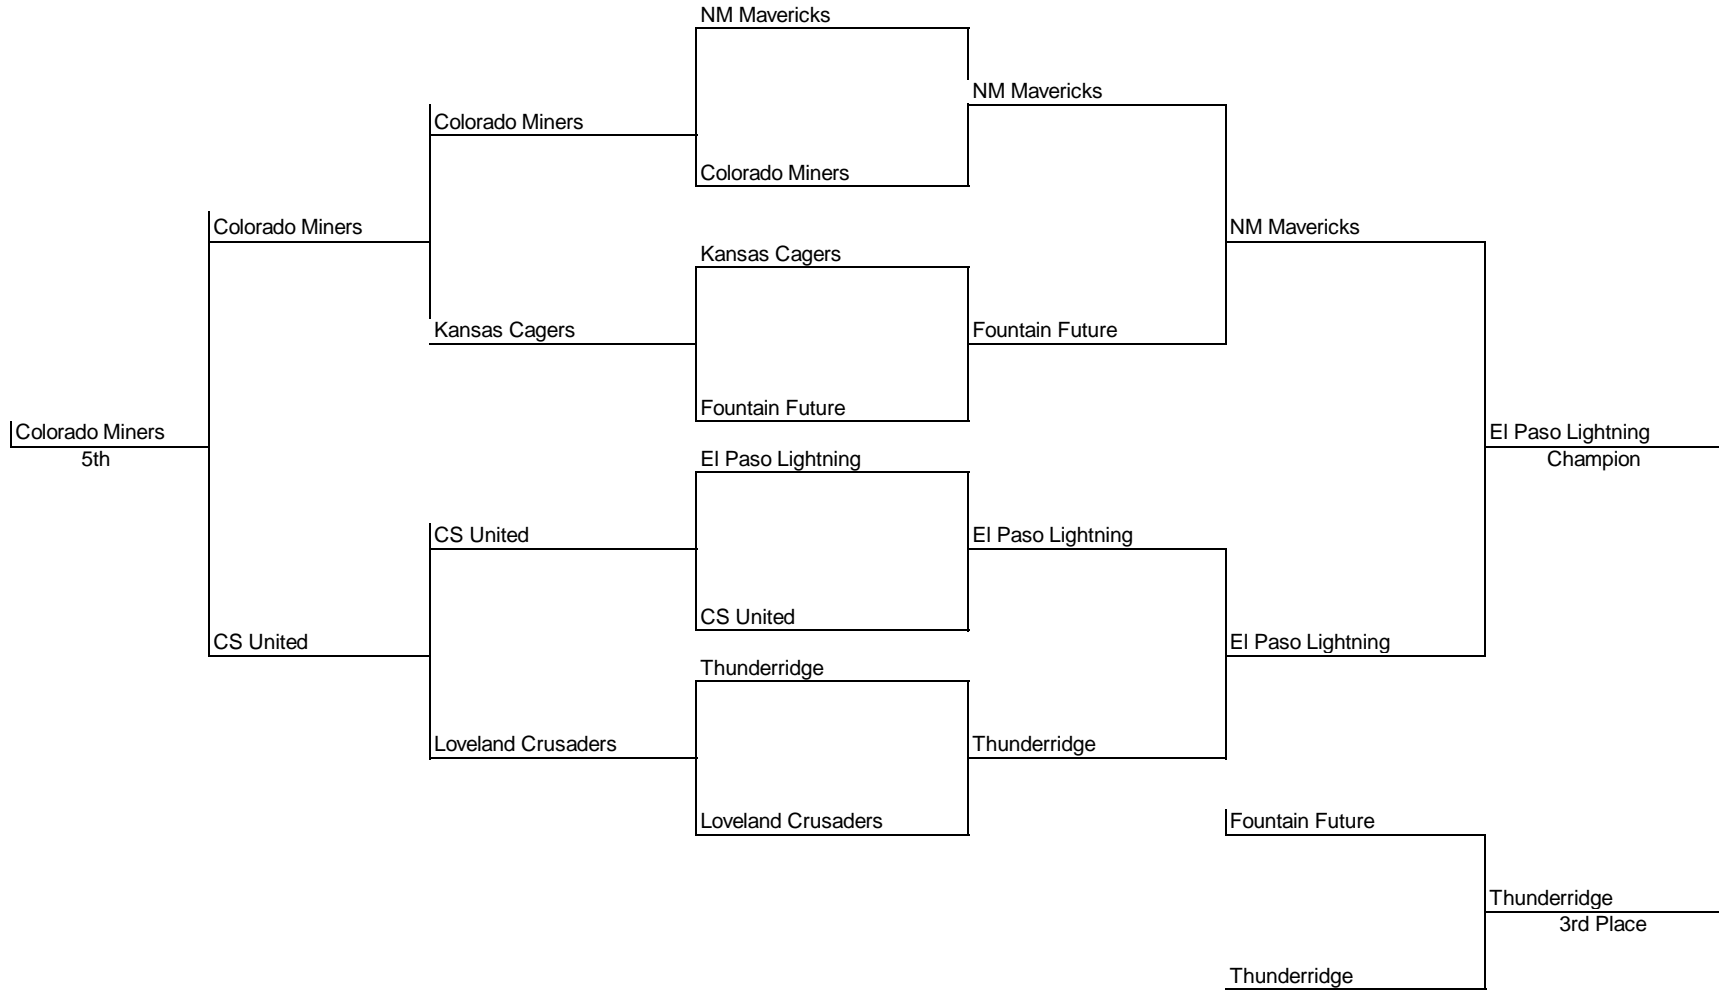 NM Mavericks
NM Mavericks
Colorado Miners
Colorado Miners
Colorado Miners
NM Mavericks
Kansas Cagers
Kansas Cagers
Fountain Future
Fountain Future
Colorado Miners
5th
El Paso Lightning
Champion
El Paso Lightning
CS United
El Paso Lightning
CS United
CS United
El Paso Lightning
Thunderridge
Loveland Crusaders
Thunderridge
Loveland Crusaders
Fountain Future
Thunderridge
3rd Place
Thunderridge